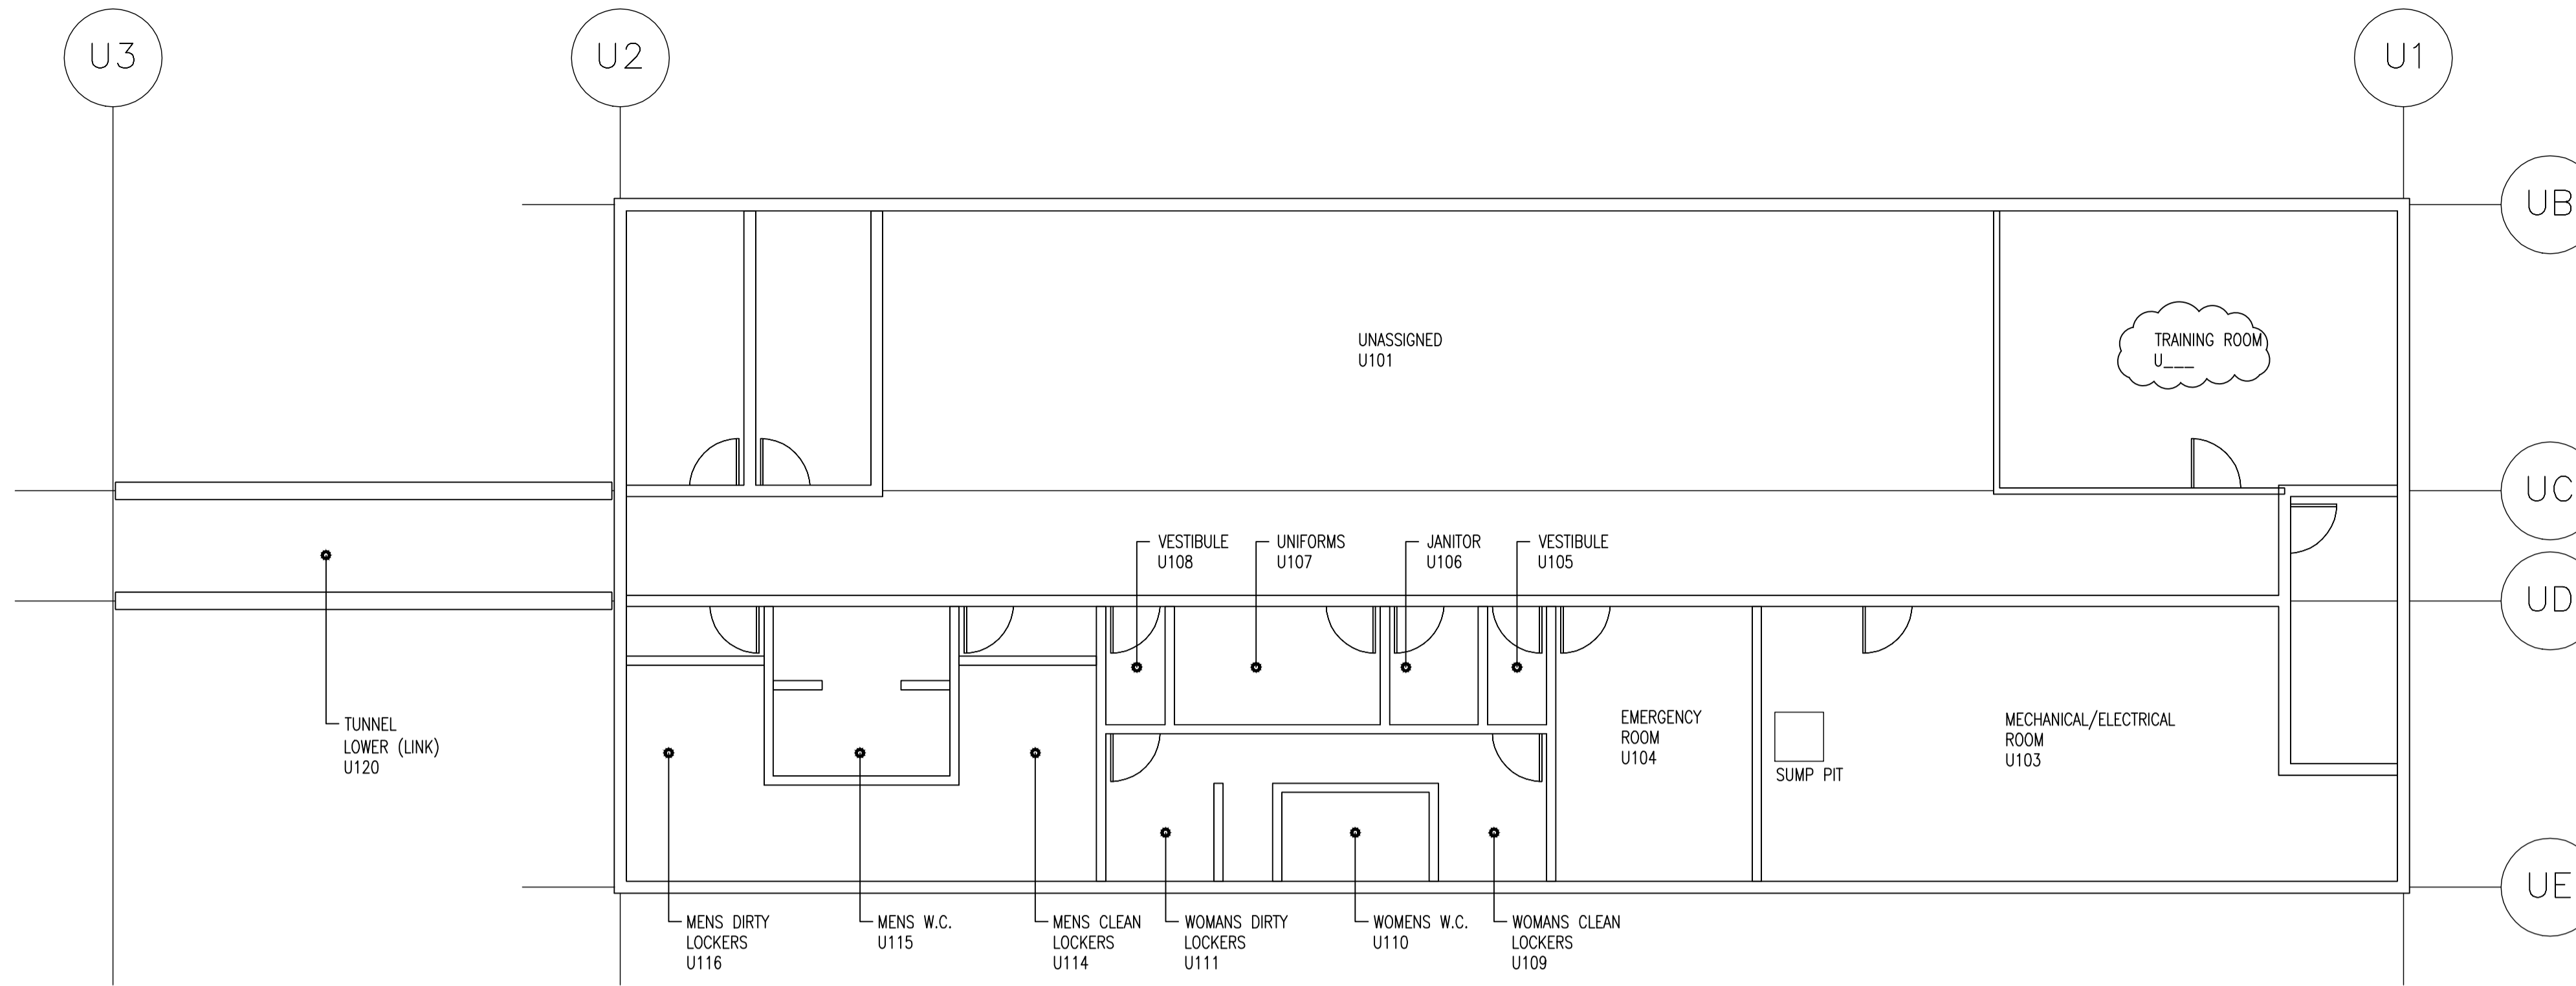 U3
U2
U1
UB
UNASSIGNED
U101
TRAINING ROOM
U___
UC
VESTIBULE
U108
UNIFORMS
U107
JANITOR
U106
VESTIBULE
U105
UD
TUNNEL
LOWER (LINK)
U120
EMERGENCY
ROOM
U104
SUMP PIT
MECHANICAL/ELECTRICAL
ROOM
U103
UE
MENS DIRTY
LOCKERS
U116
MENS W.C.
U115
MENS CLEAN
LOCKERS
U114
WOMANS DIRTY
LOCKERS
U111
WOMENS W.C.
U110
WOMANS CLEAN
LOCKERS
U109